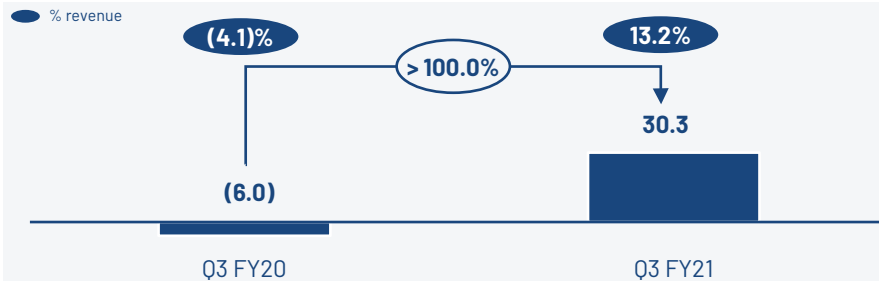 % revenue
(4.1)%
13.2%
> 100.0%
30.3
(6.0)
Q3 FY20
Q3 FY21